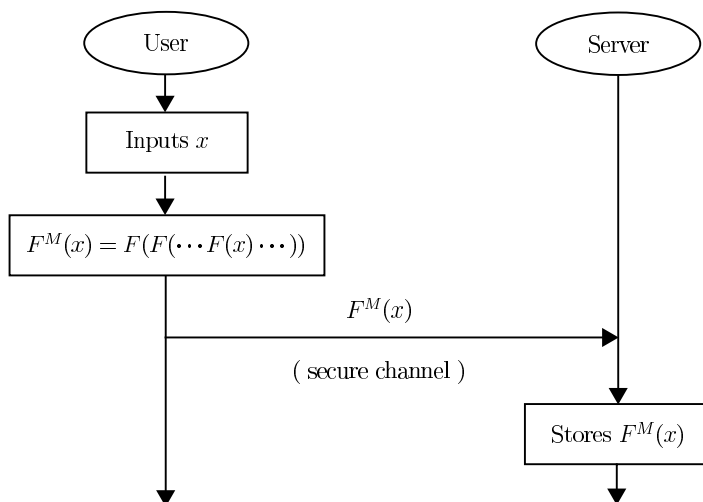 User
Server
Inputs x
F^M(x) = F(F(⋯F(x)⋯))
F^M(x)
( secure channel )
Stores F^M(x)